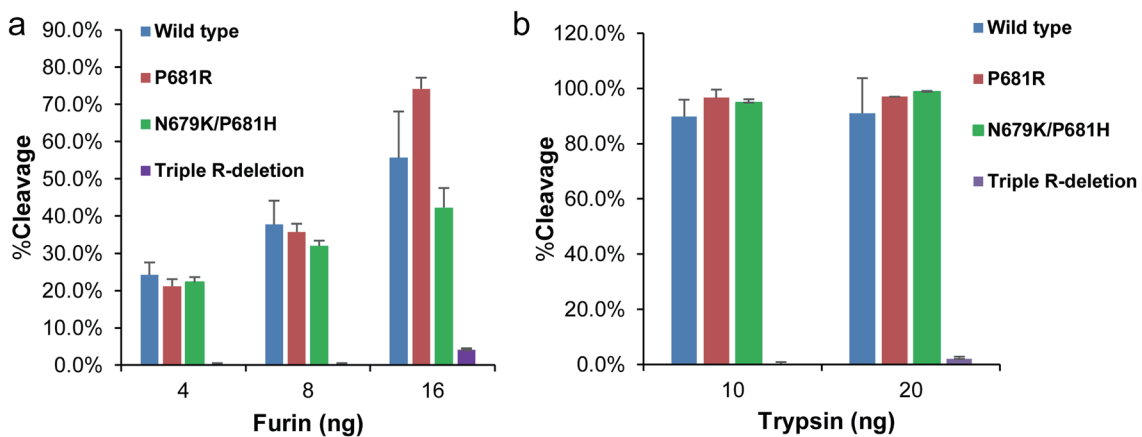 a
90.0%
80.0%
70.0%
60.0%
50.0%
40.0%
30.0%
20.0%
10.0%
0.0%
%Cleavage
Wild type
P681R
N679K/P681H
Triple R-deletion
4 8 16
Furin (ng)
b
120.0%
100.0%
80.0%
60.0%
40.0%
20.0%
0.0%
%Cleavage
Wild type
P681R
N679K/P681H
Triple R-deletion
10 20
Trypsin (ng)